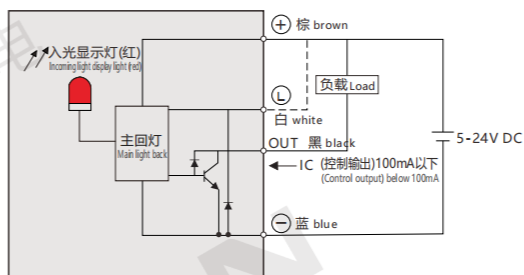 + 棕 brown
入光显示灯(红)
Incoming light display light (red)
负载 Load
L
白 white
主回灯
Main light back
OUT 黑 black
5-24V DC
IC (控制输出)100mA以下
(Control output) below 100mA
- 蓝 blue
电
N